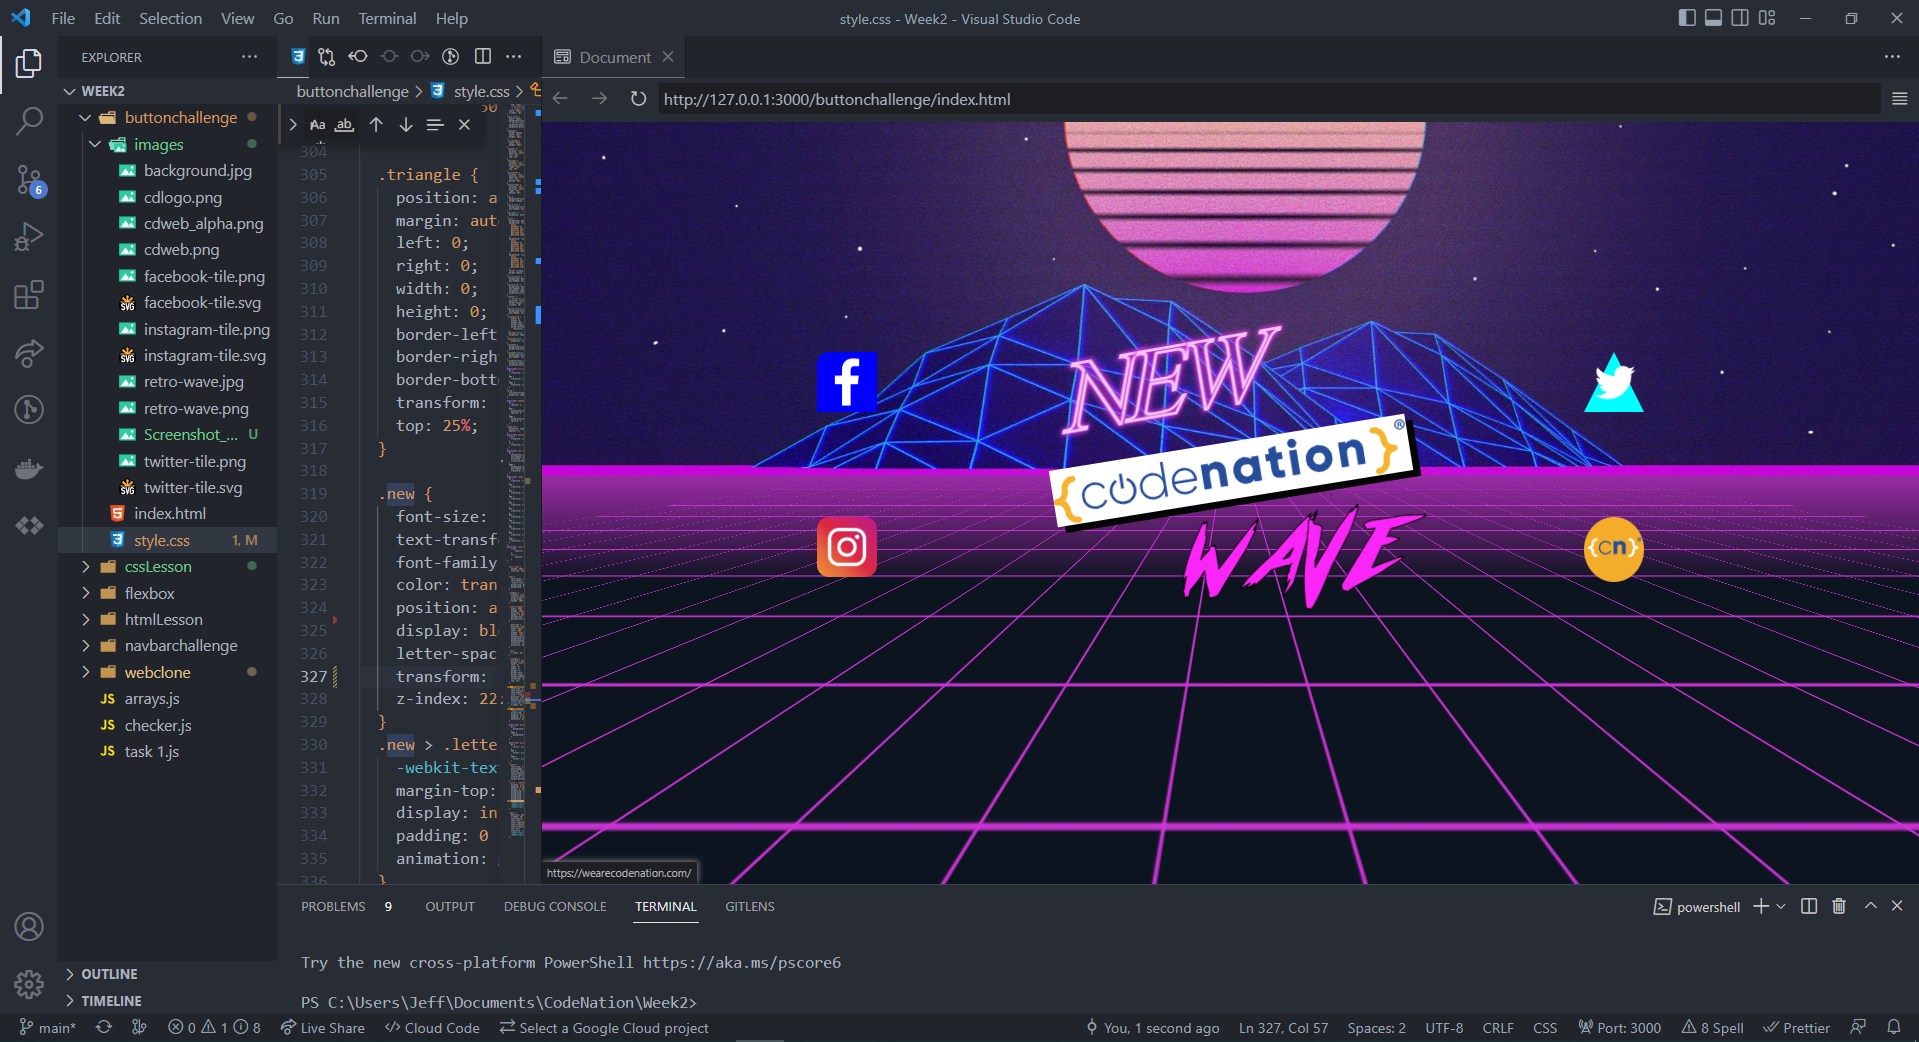 File Edit Selection View Go Run Terminal Help
style.css - Week2 - Visual Studio Code
EXPLORER
WEEK2
buttonchallenge
images
background.jpg
cdlogo.png
cdweb_alpha.png
cdweb.png
facebook-tile.png
facebook-tile.svg
instagram-tile.png
instagram-tile.svg
retro-wave.jpg
retro-wave.png
Screenshot_... U
twitter-tile.png
twitter-tile.svg
index.html
style.css 1, M
cssLesson
flexbox
htmlLesson
navbarchallenge
webclone
JS arrays.js
JS checker.js
JS task 1.js
OUTLINE
TIMELINE
6
buttonchallenge > style.css >
Aa ab
304
305 .triangle {
306 position: a
307 margin: aut
308 left: 0;
309 right: 0;
310 width: 0;
311 height: 0;
312 border-left
313 border-righ
314 border-bott
315 transform:
316 top: 25%;
317 }
318
319 .new {
320 font-size:
321 text-transf
322 font-family
323 color: tran
324 position: a
325 display: bl
326 letter-spac
327 transform:
328 z-index: 22
329 }
330 .new > .lette
331 -webkit-tex
332 margin-top:
333 display: in
334 padding: 0
335 animation:
336 }
Document
http://127.0.0.1:3000/buttonchallenge/index.html
NEW
{codenation}®
WAVE
{cn}
https://wearecodenation.com/
PROBLEMS 9 OUTPUT DEBUG CONSOLE TERMINAL GITLENS
powershell
Try the new cross-platform PowerShell https://aka.ms/pscore6
PS C:\Users\Jeff\Documents\CodeNation\Week2>
main* 0 1 8 Live Share Cloud Code Select a Google Cloud project
You, 1 second ago Ln 327, Col 57 Spaces: 2 UTF-8 CRLF CSS Port: 3000 8 Spell Prettier